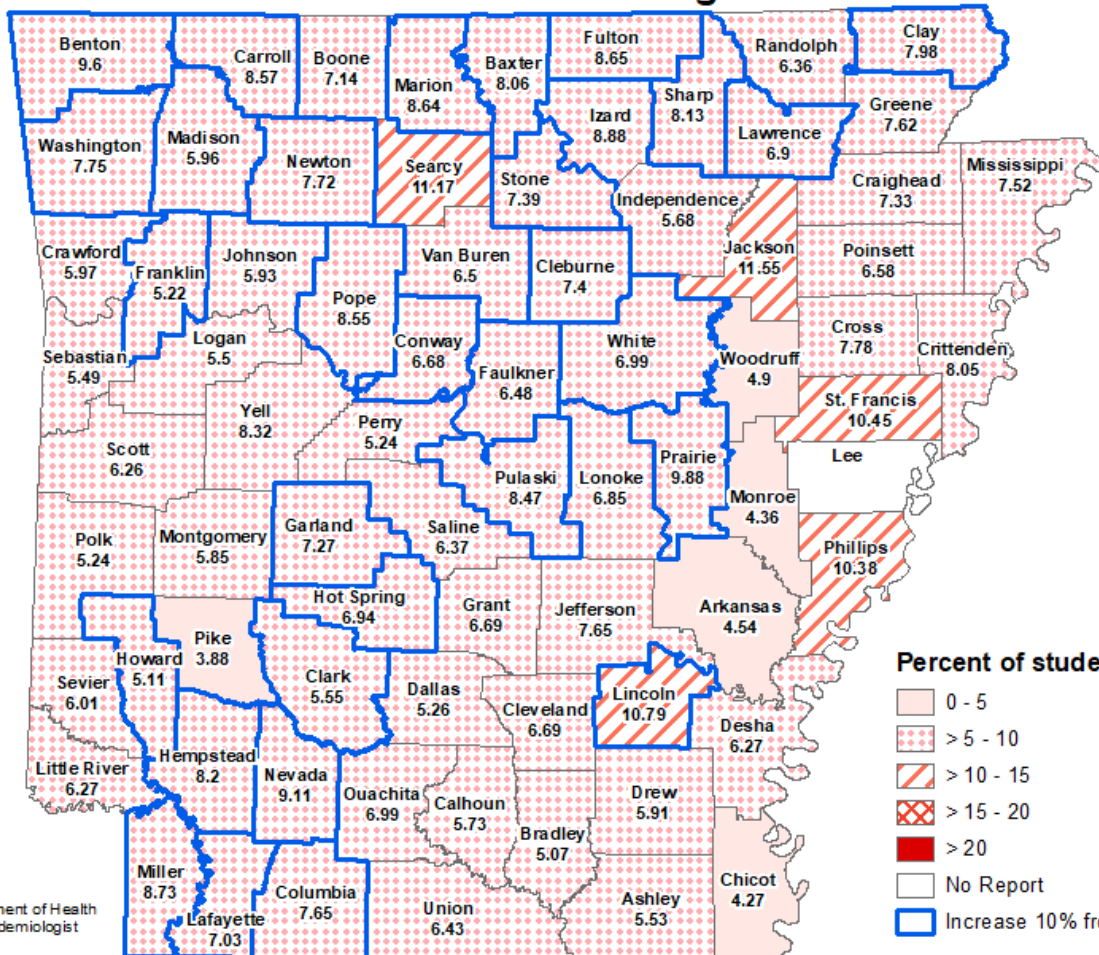 Benton
9.6
Carroll
8.57
Boone
7.14
Marion
8.64
Baxter
8.06
Fulton
8.65
Sharp
8.13
Randolph
6.36
Clay
7.98
Greene
7.62
Washington
7.75
Madison
5.96
Newton
7.72
Searcy
11.17
Stone
7.39
Izard
8.88
Independence
5.68
Lawrence
6.9
Craighead
7.33
Mississippi
7.52
Crawford
5.97
Franklin
5.22
Johnson
5.93
Pope
8.55
Van Buren
6.5
Cleburne
7.4
Jackson
11.55
Poinsett
6.58
Sebastian
5.49
Logan
5.5
Conway
6.68
Faulkner
6.48
White
6.99
Woodruff
4.9
Cross
7.78
Crittenden
8.05
Scott
6.26
Yell
8.32
Perry
5.24
Pulaski
8.47
Lonoke
6.85
Prairie
9.88
Monroe
4.36
St. Francis
10.45
Lee
Phillips
10.38
Polk
5.24
Montgomery
5.85
Garland
7.27
Saline
6.37
Hot Spring
6.94
Grant
6.69
Jefferson
7.65
Arkansas
4.54
Pike
3.88
Howard
5.11
Sevier
6.01
Clark
5.55
Dallas
5.26
Cleveland
6.69
Lincoln
10.79
Desha
6.27
Little River
6.27
Hempstead
8.2
Nevada
9.11
Ouachita
6.99
Calhoun
5.73
Bradley
5.07
Drew
5.91
Chicot
4.27
Miller
8.73
Lafayette
7.03
Columbia
7.65
Union
6.43
Ashley
5.53
Percent of stude
0 - 5
> 5 - 10
> 10 - 15
> 15 - 20
> 20
No Report
Increase 10% fr
ent of Health
demiologist